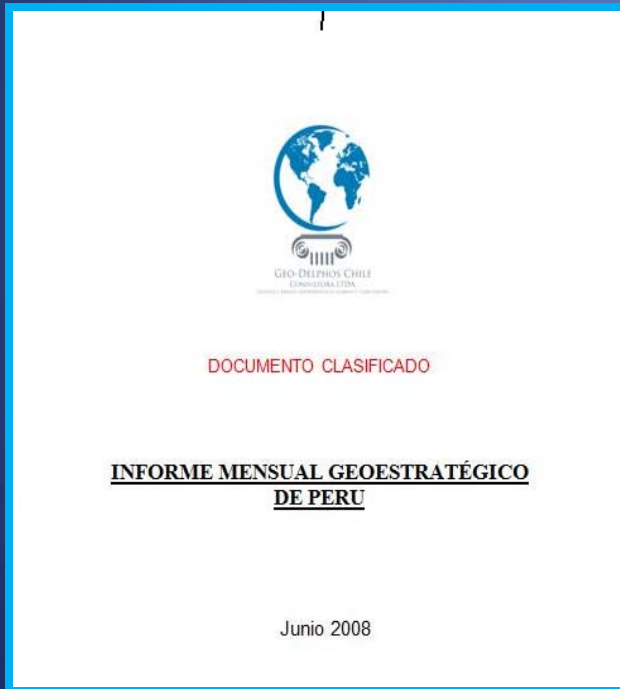 GEO-DELPHOS CHILE
CONSULTORA LTDA
DOCUMENTO CLASIFICADO
INFORME MENSUAL GEOESTRATÉGICO
DE PERU
Junio 2008